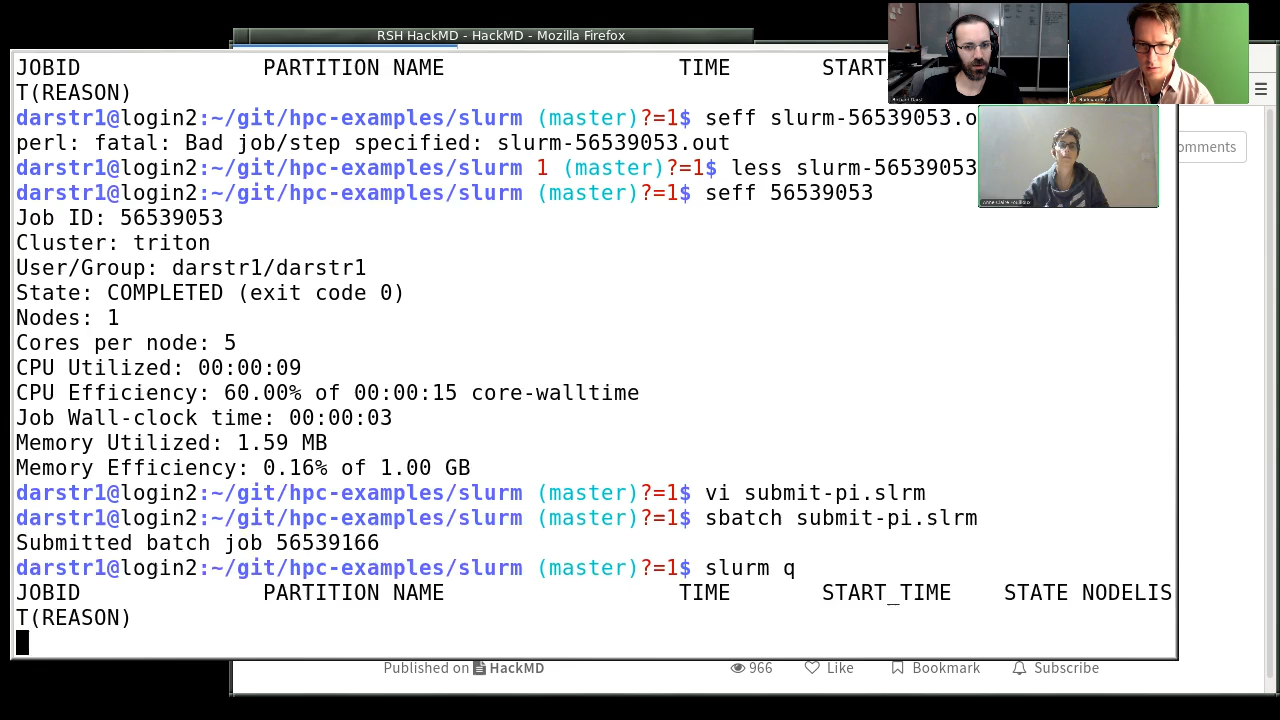 RSH HackMD - HackMD - Mozilla Firefox
JOBID PARTITION NAME TIME START
T(REASON)
darstr1@login2:~/git/hpc-examples/slurm (master)?=1$ seff slurm-56539053.o
perl: fatal: Bad job/step specified: slurm-56539053.out
darstr1@login2:~/git/hpc-examples/slurm 1 (master)?=1$ less slurm-56539053
darstr1@login2:~/git/hpc-examples/slurm (master)?=1$ seff 56539053
Job ID: 56539053
Cluster: triton
User/Group: darstr1/darstr1
State: COMPLETED (exit code 0)
Nodes: 1
Cores per node: 5
CPU Utilized: 00:00:09
CPU Efficiency: 60.00% of 00:00:15 core-walltime
Job Wall-clock time: 00:00:03
Memory Utilized: 1.59 MB
Memory Efficiency: 0.16% of 1.00 GB
darstr1@login2:~/git/hpc-examples/slurm (master)?=1$ vi submit-pi.slrm
darstr1@login2:~/git/hpc-examples/slurm (master)?=1$ sbatch submit-pi.slrm
Submitted batch job 56539166
darstr1@login2:~/git/hpc-examples/slurm (master)?=1$ slurm q
JOBID PARTITION NAME TIME START_TIME STATE NODELIS
T(REASON)
omments
Published on HackMD 966 Like Bookmark Subscribe